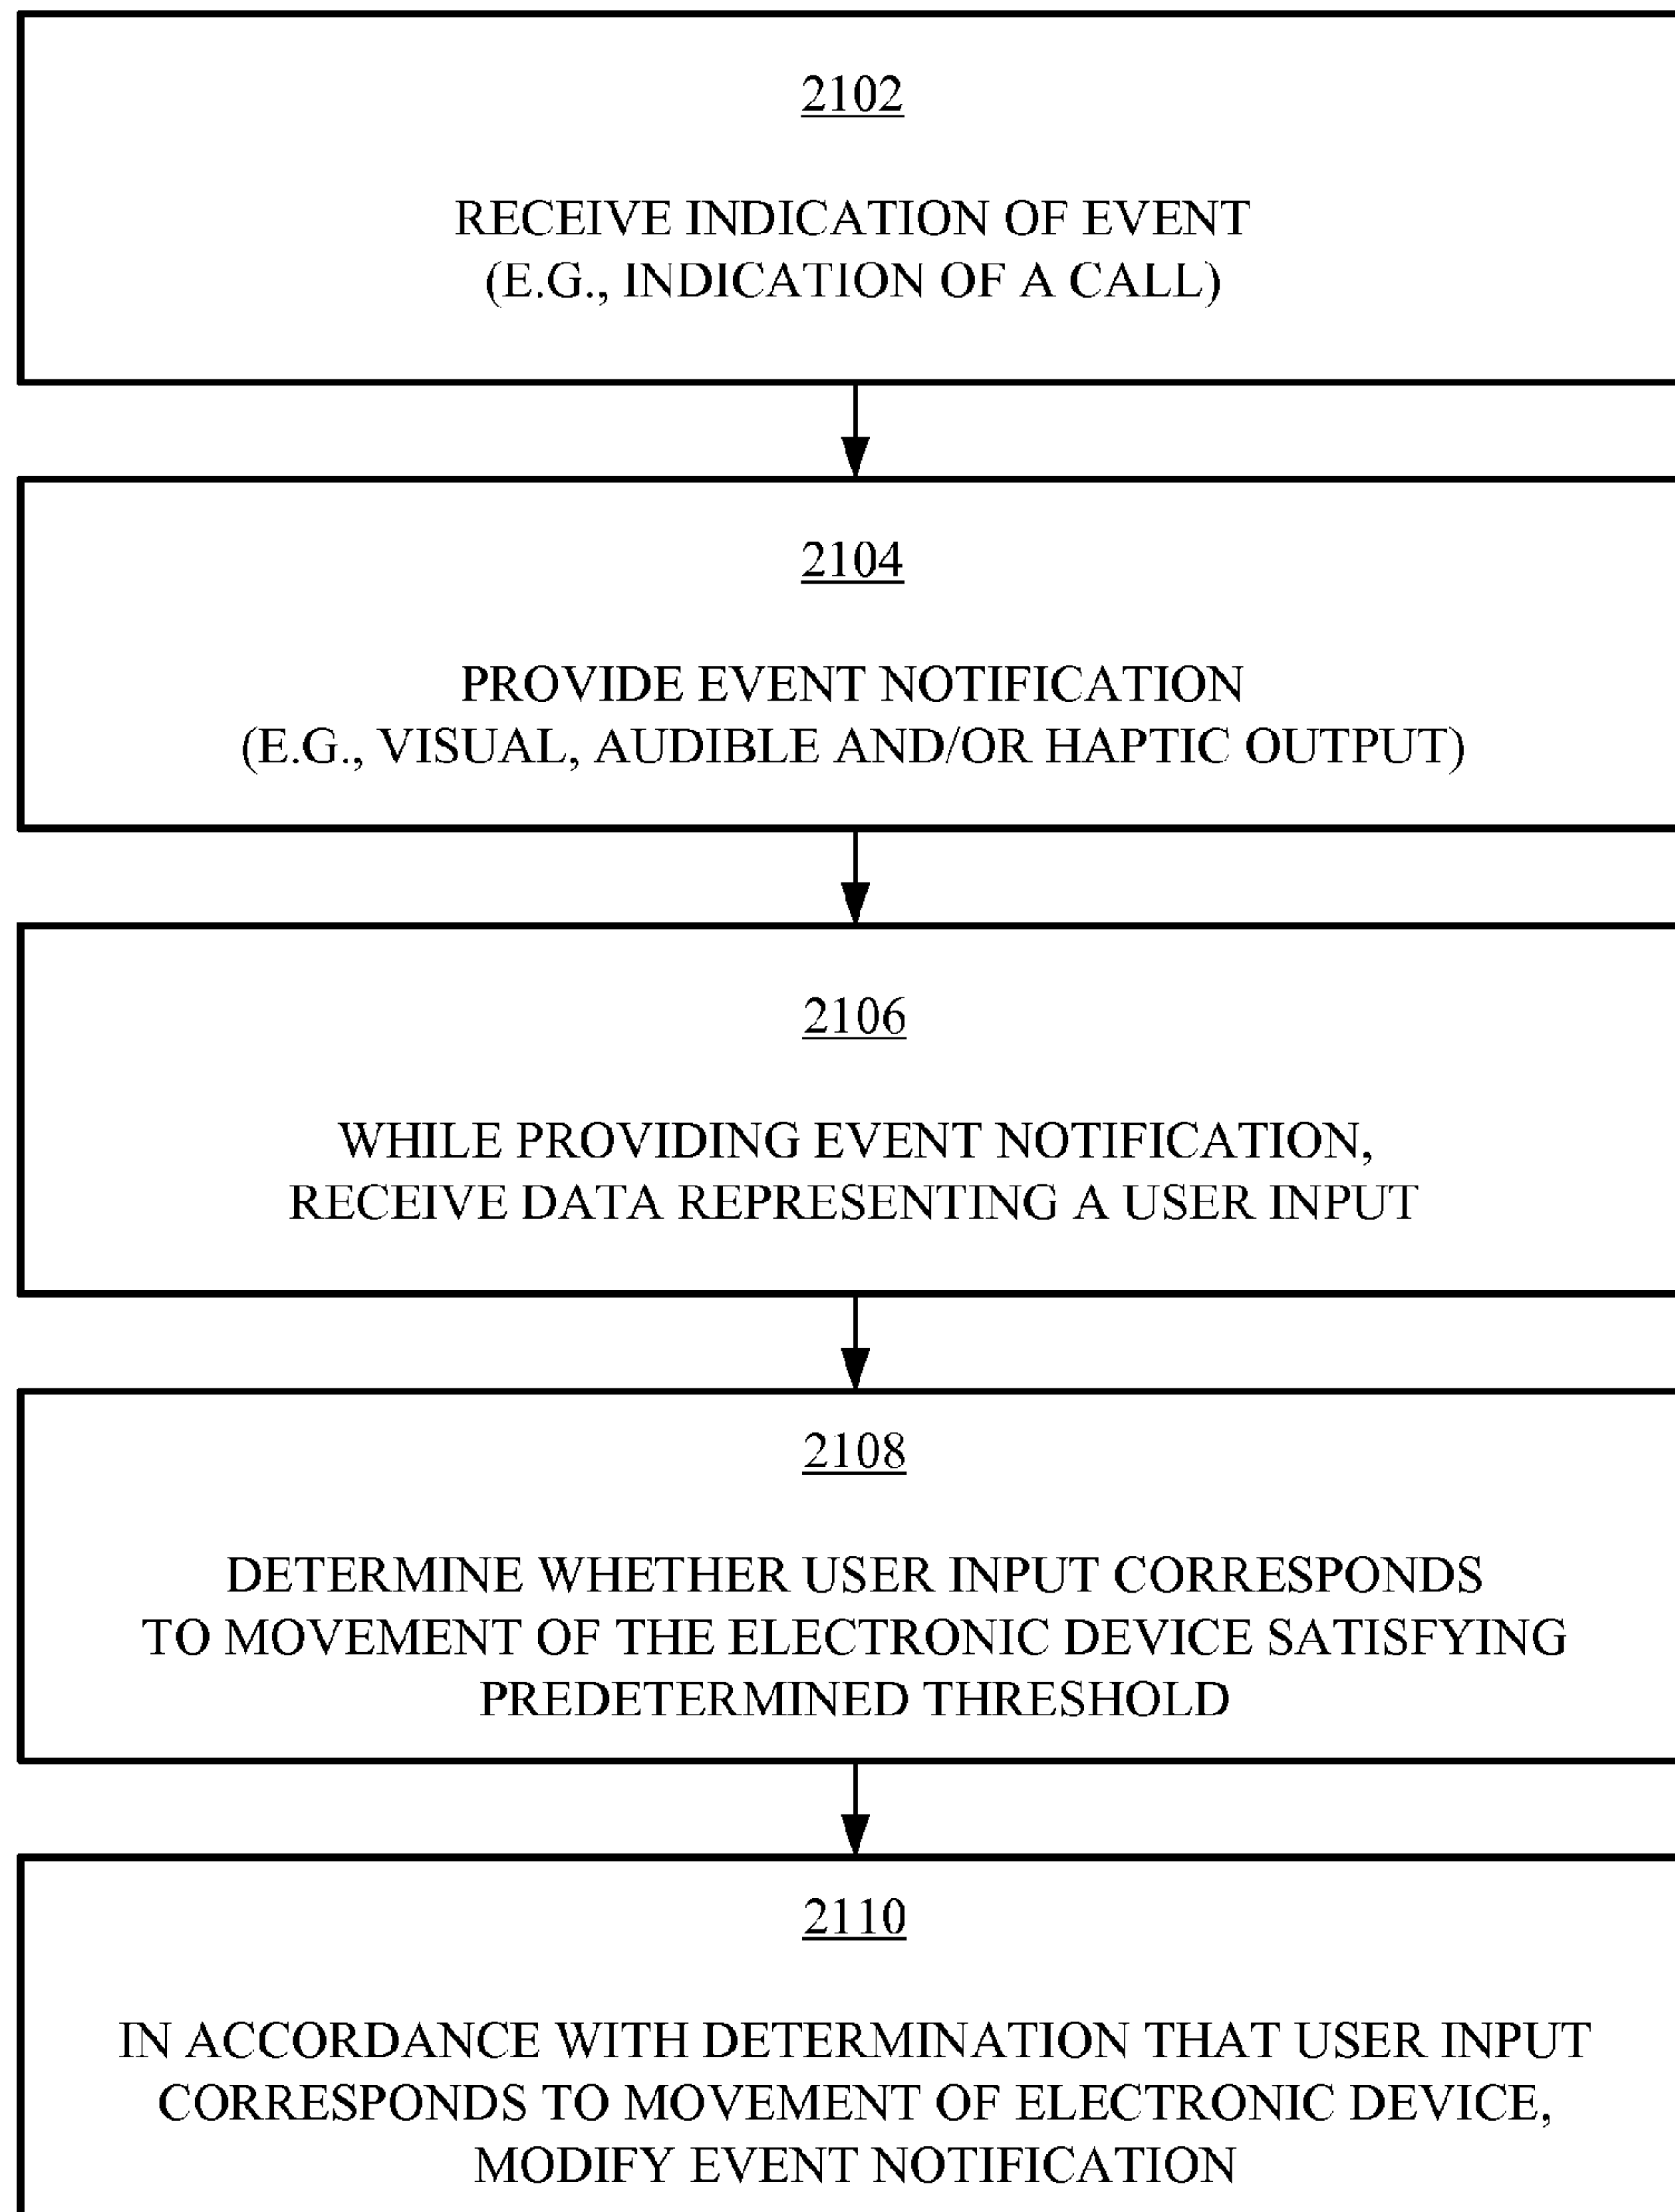 2102
RECEIVE INDICATION OF EVENT
(E.G., INDICATION OF A CALL)
2104
PROVIDE EVENT NOTIFICATION
(E.G., VISUAL, AUDIBLE AND/OR HAPTIC OUTPUT)
2106
WHILE PROVIDING EVENT NOTIFICATION,
RECEIVE DATA REPRESENTING A USER INPUT
2108
DETERMINE WHETHER USER INPUT CORRESPONDS
TO MOVEMENT OF THE ELECTRONIC DEVICE SATISFYING
PREDETERMINED THRESHOLD
2110
IN ACCORDANCE WITH DETERMINATION THAT USER INPUT
CORRESPONDS TO MOVEMENT OF ELECTRONIC DEVICE,
MODIFY EVENT NOTIFICATION